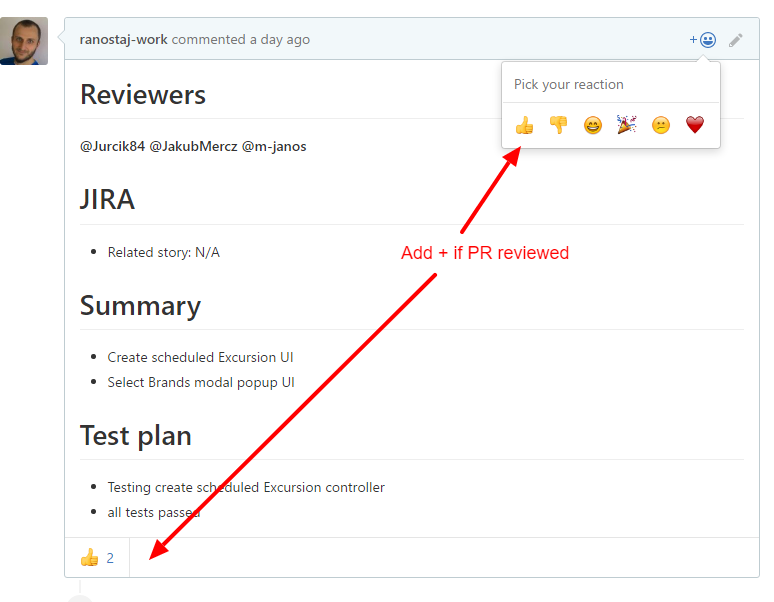 ranostaj-work commented a day ago
+
Pick your reaction
Reviewers
@Jurcik84 @JakubMercz @m-janos
JIRA
Related story: N/A
Add + if PR reviewed
Summary
Create scheduled Excursion UI
Select Brands modal popup UI
Test plan
Testing create scheduled Excursion controller
all tests passed
2